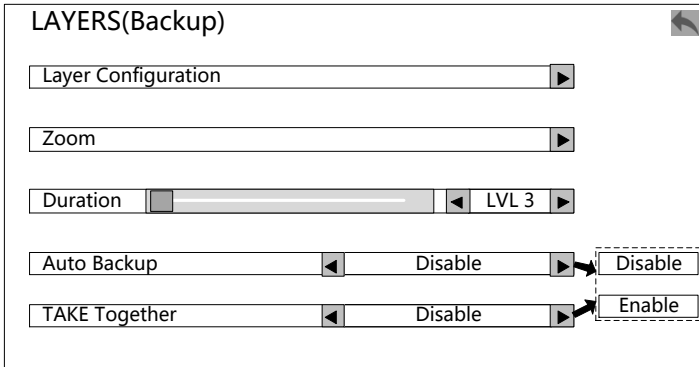 LAYERS(Backup)
Layer Configuration
Zoom
Duration LVL 3
Auto Backup Disable Disable
TAKE Together Disable Enable